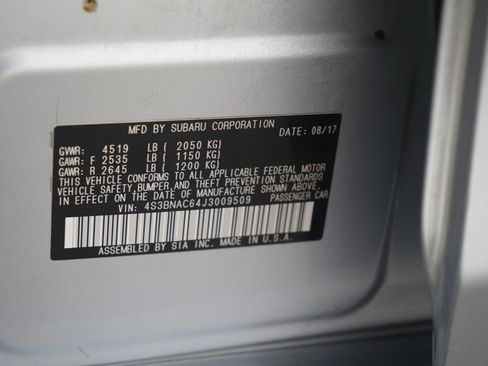 MFD BY SUBARU CORPORATION
DATE: 08/17
GVWR: 4519 LB ( 2050 KG)
GAWR: F 2535 LB ( 1150 KG)
GAWR: R 2645 LB ( 1200 KG)
THIS VEHICLE CONFORMS TO ALL APPLICABLE FEDERAL MOTOR
VEHICLE SAFETY,BUMPER,AND THEFT PREVENTION STANDARDS
IN EFFECT ON THE DATE OF MANUFACTURE SHOWN ABOVE.
VIN: 4S3BNAC64J3009509 PASSENGER CAR
ASSEMBLED BY SIA INC. MADE IN U.S.A.